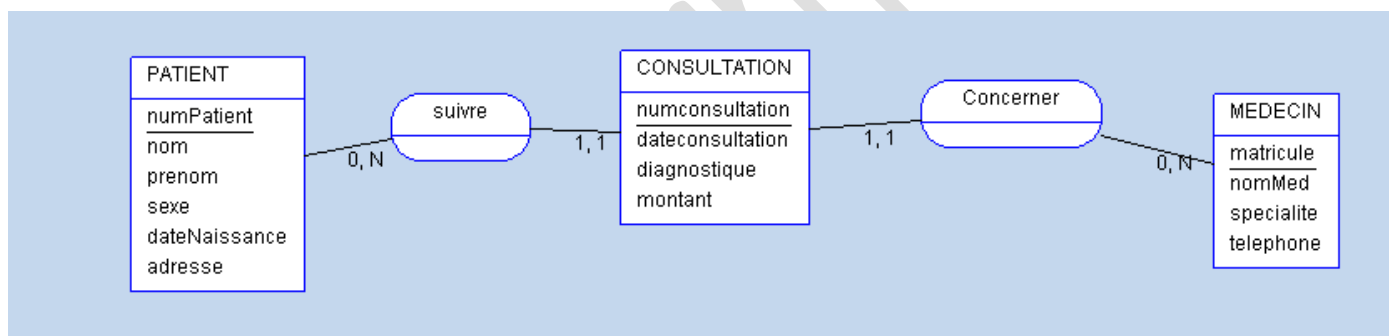 PATIENT
numPatient
nom
prenom
sexe
dateNaissance
adresse
0, N
suivre
1, 1
CONSULTATION
numconsultation
dateconsultation
diagnostique
montant
1, 1
Concerner
0, N
MEDECIN
matricule
nomMed
specialite
telephone